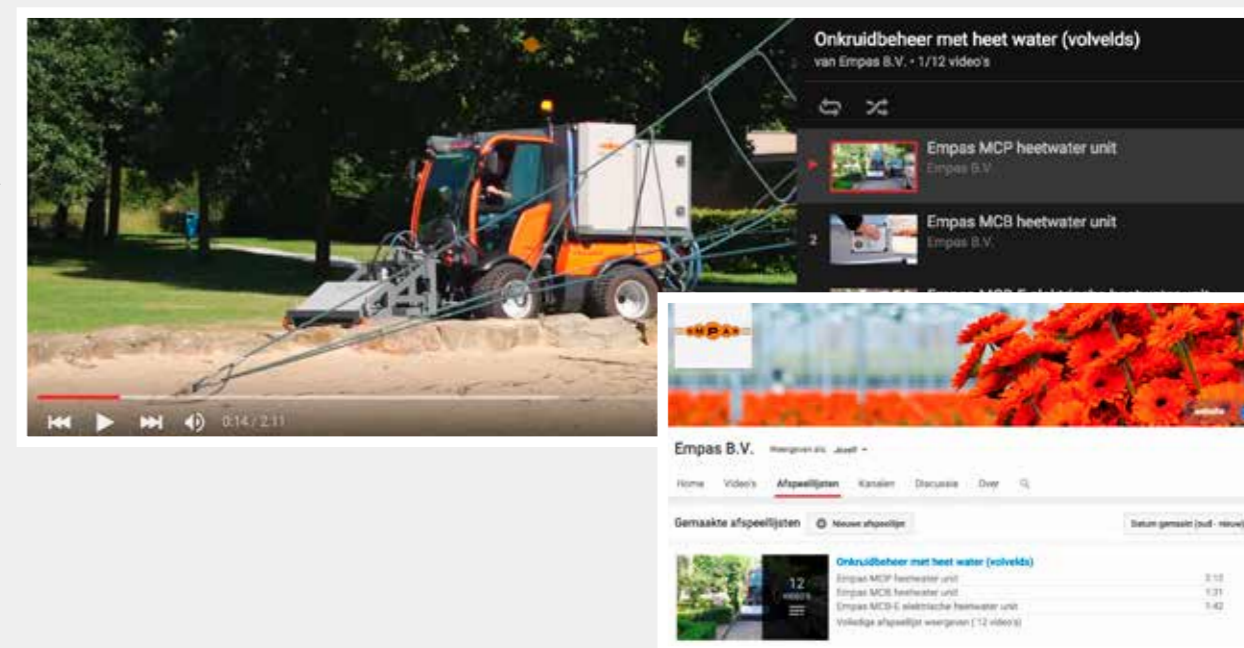 Onkruidbeheer met heet water (volvelds)
van Empas B.V. • 1/12 video's
Empas MCP heetwater unit
Empas B.V.
2
Empas MCB heetwater unit
Empas B.V.
0:14 / 2:11
Empas B.V.
Weergeven als: Jezelf
Home Video's Afspeellijsten Kanalen Discussie Over
Gemaakte afspeellijsten
Nieuwe afspeellijst
Datum gemaakt (oud - nieuw)
12
VIDEO'S
Onkruidbeheer met heet water (volvelds)
Empas MCP heetwater unit
Empas MCB heetwater unit 1:31
Empas MCB-E elektrische heetwater unit 1:42
Volledige afspeellijst weergeven (12 video's)